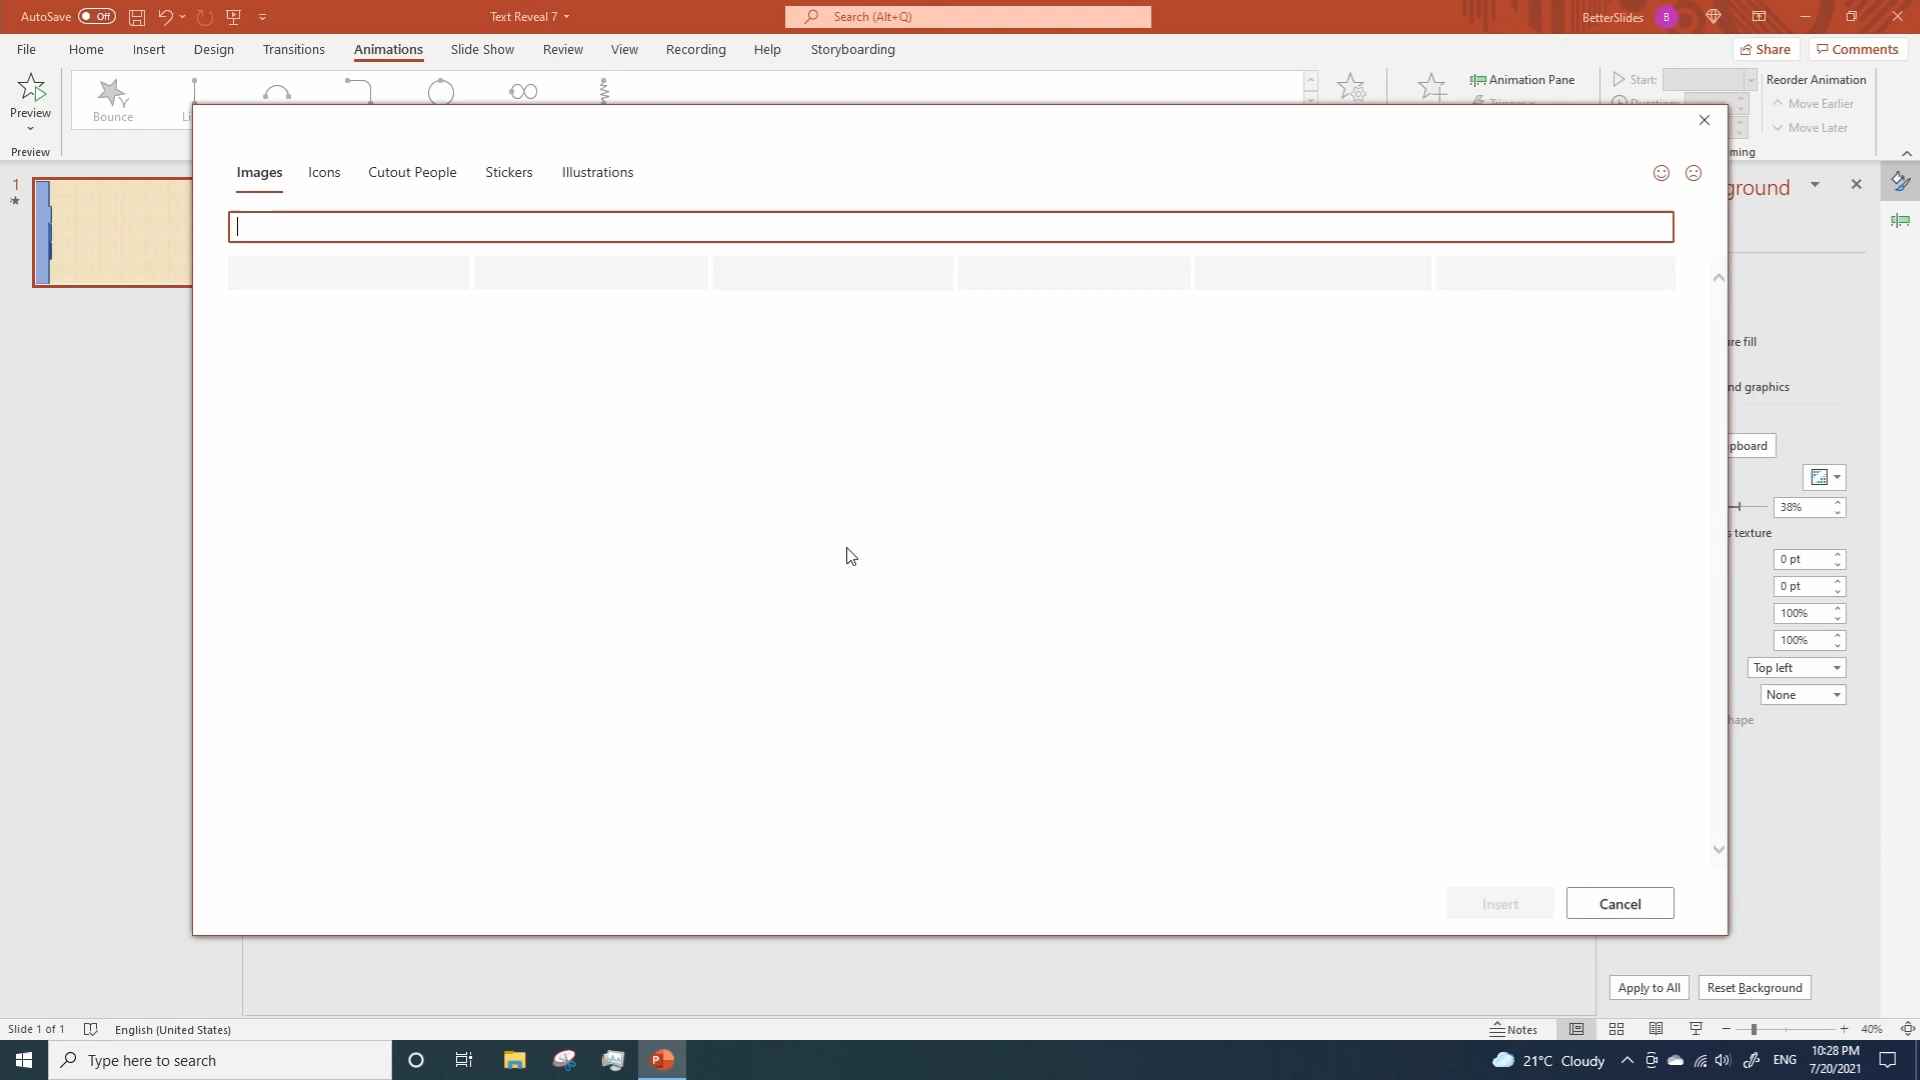 AutoSave Off Text Reveal 7 Search (Alt+Q) BetterSlides B
File Home Insert Design Transitions Animations Slide Show Review View Recording Help Storyboarding Share Comments
Animation Pane Start: Reorder Animation
Preview Bounce Move Earlier
Move Later
Preview
Images Icons Cutout People Stickers Illustrations
1
ground
re fill
nd graphics
pboard
38%
s texture
0 pt
0 pt
100%
100%
Top left
None
hape
Insert Cancel
Apply to All Reset Background
Slide 1 of 1 English (United States) Notes 40%
Type here to search 21°C Cloudy ENG 10:28 PM
7/20/2021